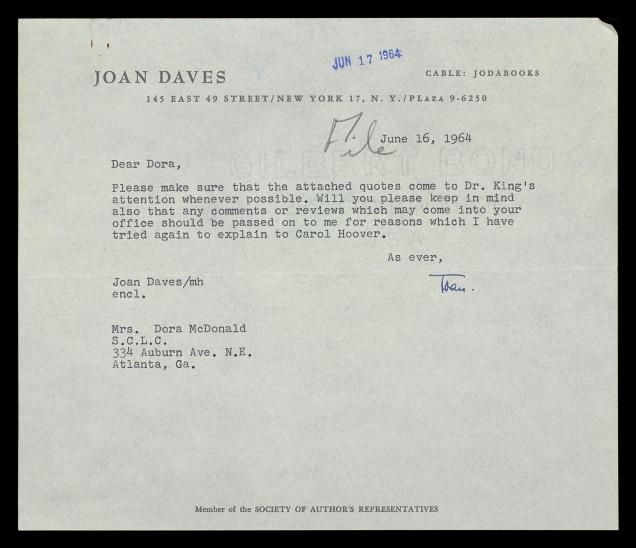 JUN 17 1964
JOAN DAVES
CABLE: JODABOOKS
145 EAST 49 STREET/NEW YORK 17, N. Y./PLAZA 9-6250
File
June 16, 1964
Dear Dora,
Please make sure that the attached quotes come to Dr. King's
attention whenever possible. Will you please keep in mind
also that any comments or reviews which may come into your
office should be passed on to me for reasons which I have
tried again to explain to Carol Hoover.
As ever,
Joan.
Joan Daves/mh
encl.
Mrs. Dora McDonald
S.C.L.C.
334 Auburn Ave. N.E.
Atlanta, Ga.
Member of the SOCIETY OF AUTHOR'S REPRESENTATIVES